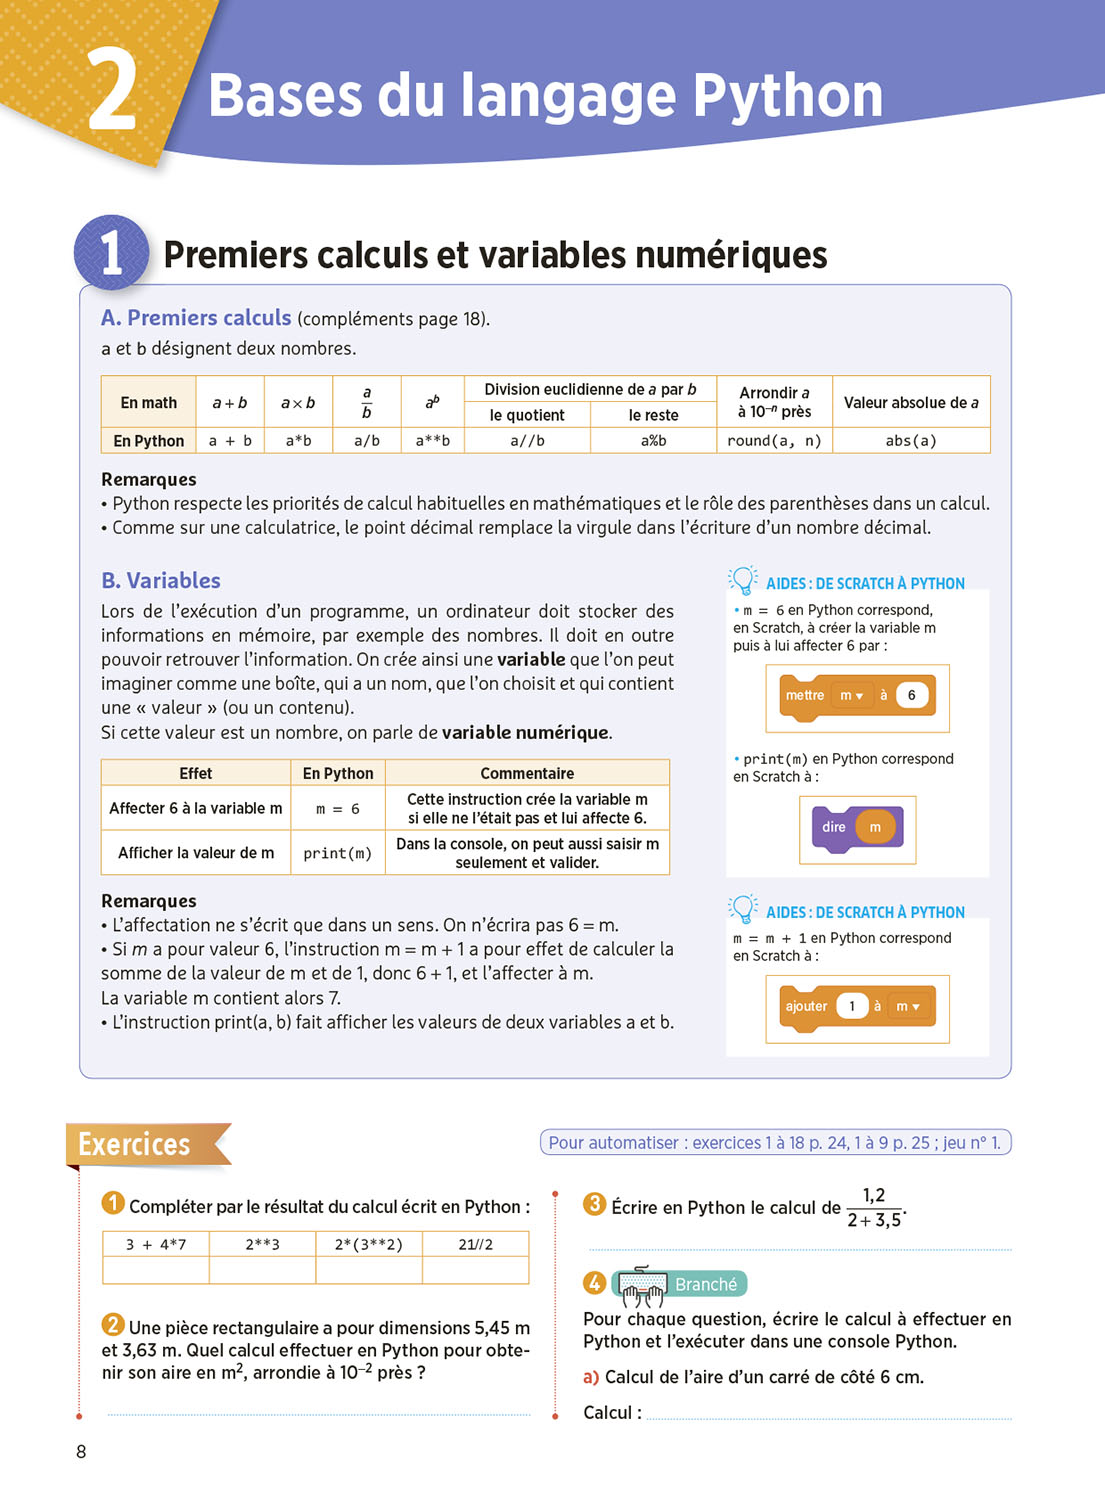 2
Bases du langage Python
1
Premiers calculs et variables numériques
A. Premiers calculs (compléments page 18).
a et b désignent deux nombres.
En math
a + b
a × b
a
b
aᵇ
Division euclidienne de a par b
le quotient
le reste
Arrondir a
à 10⁻ⁿ près
Valeur absolue de a
En Python
a + b
a*b
a/b
a**b
a//b
a%b
round(a, n)
abs(a)
Remarques
• Python respecte les priorités de calcul habituelles en mathématiques et le rôle des parenthèses dans un calcul.
• Comme sur une calculatrice, le point décimal remplace la virgule dans l'écriture d'un nombre décimal.
B. Variables
Lors de l'exécution d'un programme, un ordinateur doit stocker des
informations en mémoire, par exemple des nombres. Il doit en outre
pouvoir retrouver l'information. On crée ainsi une variable que l'on peut
imaginer comme une boîte, qui a un nom, que l'on choisit et qui contient
une « valeur » (ou un contenu).
Si cette valeur est un nombre, on parle de variable numérique.
Effet
En Python
Commentaire
Affecter 6 à la variable m
m = 6
Cette instruction crée la variable m
si elle ne l'était pas et lui affecte 6.
Afficher la valeur de m
print(m)
Dans la console, on peut aussi saisir m
seulement et valider.
Remarques
• L'affectation ne s'écrit que dans un sens. On n'écrira pas 6 = m.
• Si m a pour valeur 6, l'instruction m = m + 1 a pour effet de calculer la
somme de la valeur de m et de 1, donc 6 + 1, et l'affecter à m.
La variable m contient alors 7.
• L'instruction print(a, b) fait afficher les valeurs de deux variables a et b.
AIDES : DE SCRATCH À PYTHON
• m = 6 en Python correspond,
en Scratch, à créer la variable m
puis à lui affecter 6 par :
mettre m ▾ à 6
• print(m) en Python correspond
en Scratch à :
dire m
AIDES : DE SCRATCH À PYTHON
m = m + 1 en Python correspond
en Scratch à :
ajouter 1 à m ▾
Exercices
Pour automatiser : exercices 1 à 18 p. 24, 1 à 9 p. 25 ; jeu n° 1.
1 Compléter par le résultat du calcul écrit en Python :
3 + 4*7
2**3
2*(3**2)
21//2
2 Une pièce rectangulaire a pour dimensions 5,45 m
et 3,63 m. Quel calcul effectuer en Python pour obte-
nir son aire en m², arrondie à 10⁻² près ?
3 Écrire en Python le calcul de
1,2
2 + 3,5
.
4 Branché
Pour chaque question, écrire le calcul à effectuer en
Python et l'exécuter dans une console Python.
a) Calcul de l'aire d'un carré de côté 6 cm.
Calcul :
8